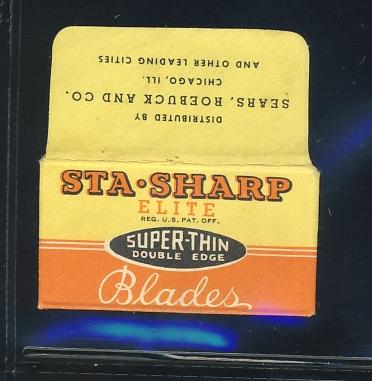 DISTRIBUTED BY
SEARS, ROEBUCK AND CO.
CHICAGO, ILL.
AND OTHER LEADING CITIES
STA·SHARP
ELITE
REG. U.S. PAT. OFF.
SUPER-THIN
DOUBLE EDGE
Blades